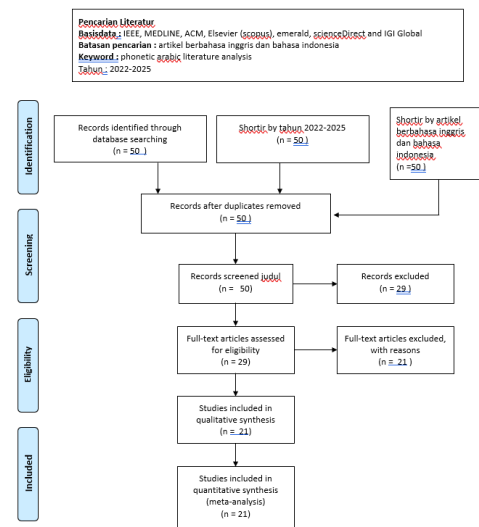 Pencarian Literatur
Basisdata : IEEE, MEDLINE, ACM, Elsevier (scopus), emerald, scienceDirect and IGI Global
Batasan pencarian : artikel berbahasa inggris dan bahasa indonesia
Keyword : phonetic arabic literature analysis
Tahun : 2022-2025
Identification
Records identified through
database searching
(n = 50 )
Shortir by tahun 2022-2025
(n = 50 )
Shortir by artikel
berbahasa inggris
dan bahasa
indonesia
(n =50 )
Records after duplicates removed
(n = 50 )
Screening
Records screened judul
(n = 50)
Records excluded
(n = 29 )
Eligibility
Full-text articles assessed
for eligibility
(n = 29)
Full-text articles excluded,
with reasons
(n = 21 )
Studies included in
qualitative synthesis
(n = 21)
Included
Studies included in
quantitative synthesis
(meta-analysis)
(n = 21)